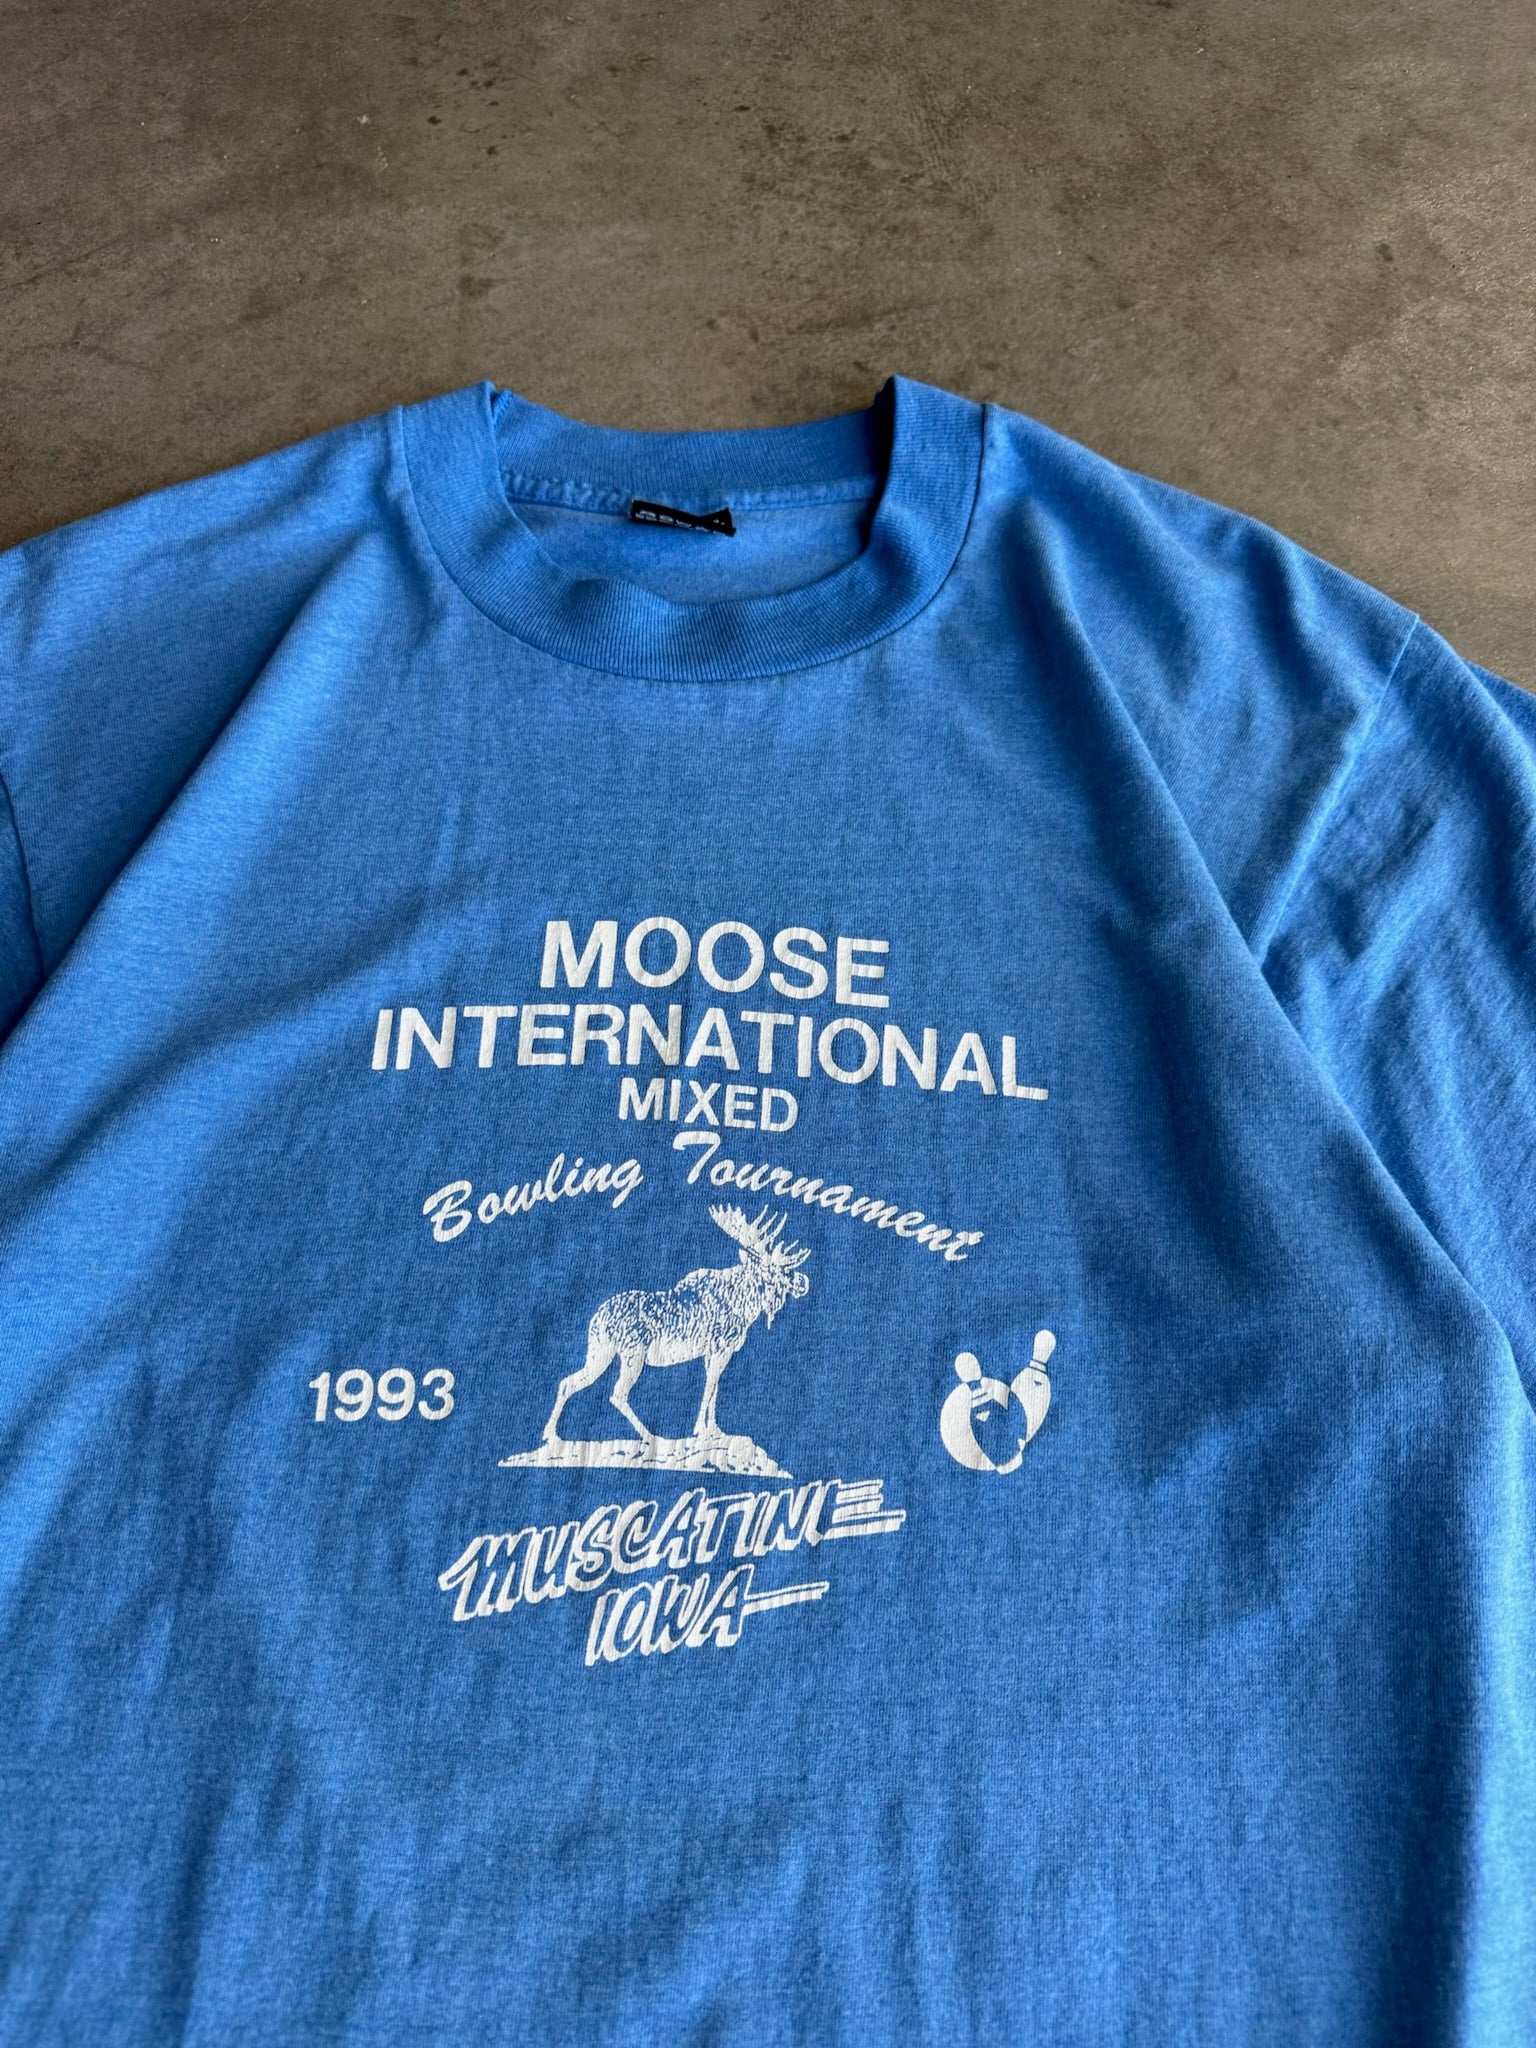 MOOSE
INTERNATIONAL
MIXED
Bowling Tournament
1993
MUSCATINE
IOWA